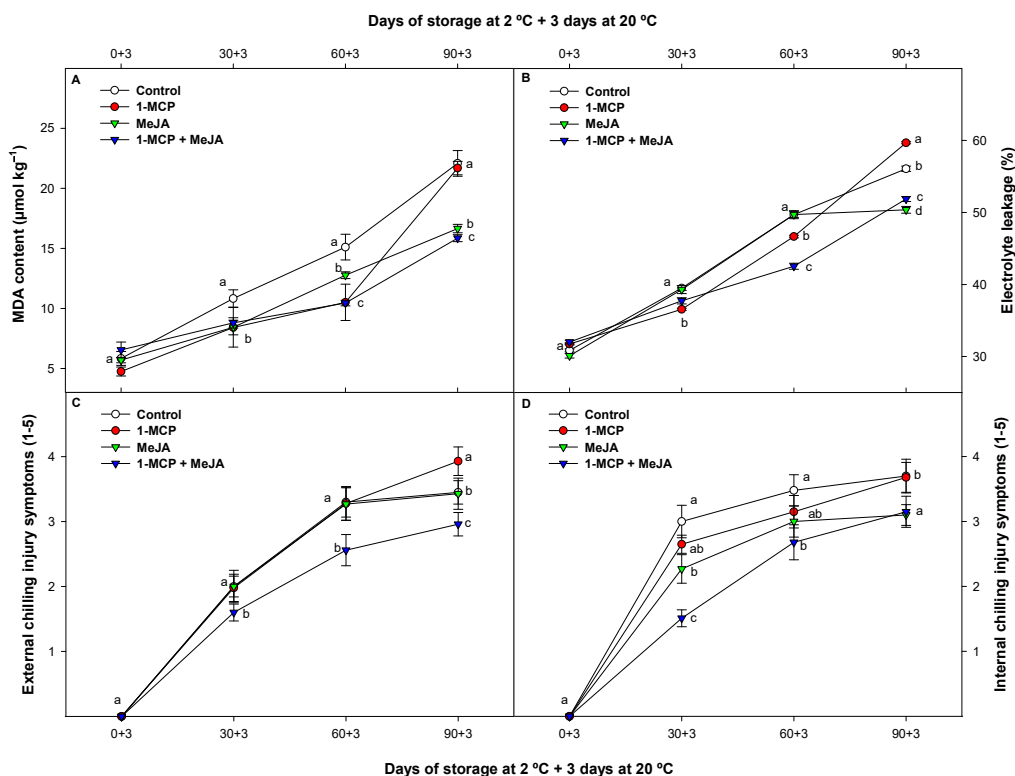 Days of storage at 2 ºC + 3 days at 20 ºC
0+3 30+3 60+3 90+3 0+3 30+3 60+3 90+3
A
Control
1-MCP
MeJA
1-MCP + MeJA
MDA content (µmol kg⁻¹)
25
20
15
10
5
a
a
b
a
b
c
a
b
c
B
Control
1-MCP
MeJA
1-MCP + MeJA
Electrolyte leakage (%)
60
50
40
30
a
a
b
a
b
c
a
b
c
d
C
Control
1-MCP
MeJA
1-MCP + MeJA
External chilling injury symptoms (1-5)
4
3
2
1
a
a
b
a
b
a
b
c
D
Control
1-MCP
MeJA
1-MCP + MeJA
Internal chilling injury symptoms (1-5)
4
3
2
1
a
a
ab
b
c
a
ab
b
b
a
0+3 30+3 60+3 90+3 0+3 30+3 60+3 90+3
Days of storage at 2 ºC + 3 days at 20 ºC